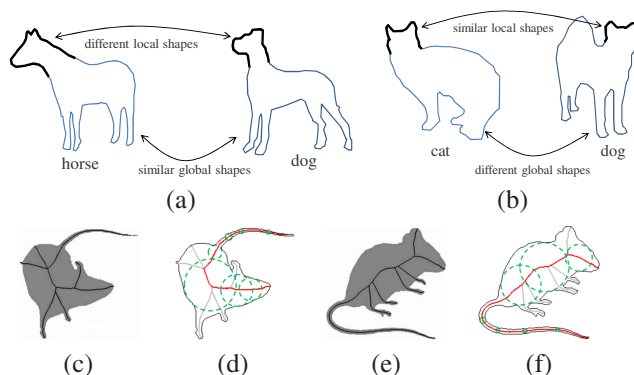 different local shapes
horse
dog
similar global shapes
(a)
similar local shapes
cat
dog
different global shapes
(b)
(c)
(d)
(e)
(f)